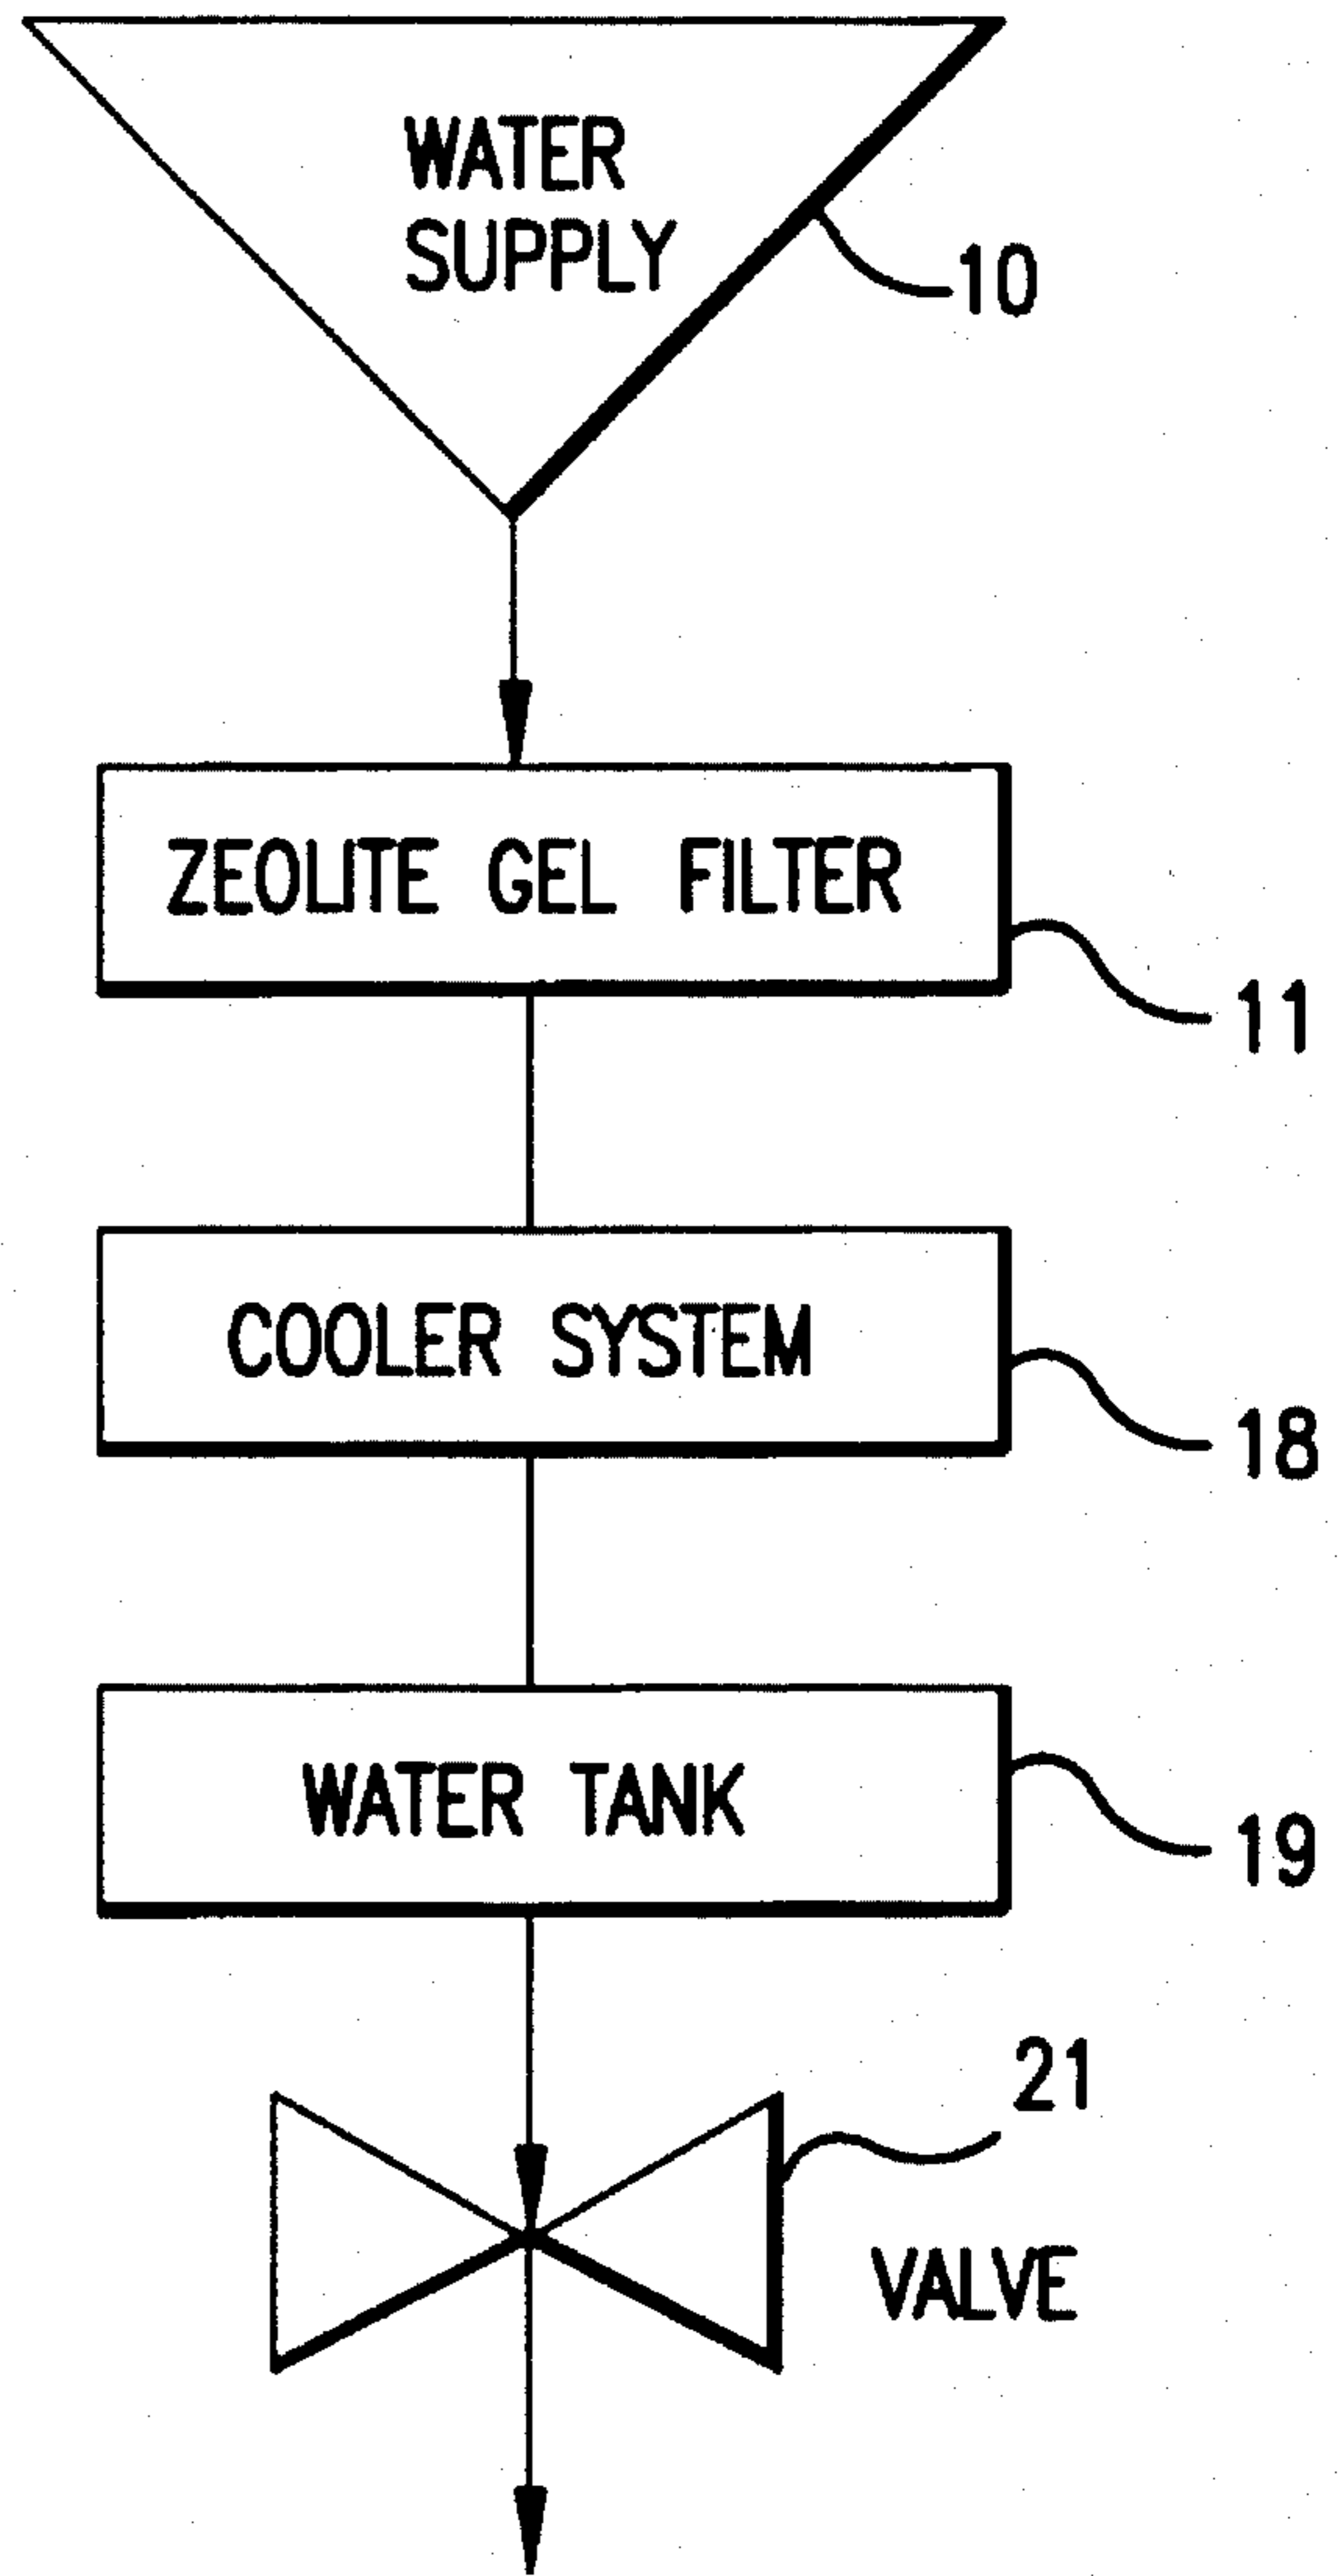 WATER
SUPPLY
10
ZEOLITE GEL FILTER
11
COOLER SYSTEM
18
WATER TANK
19
21
VALVE